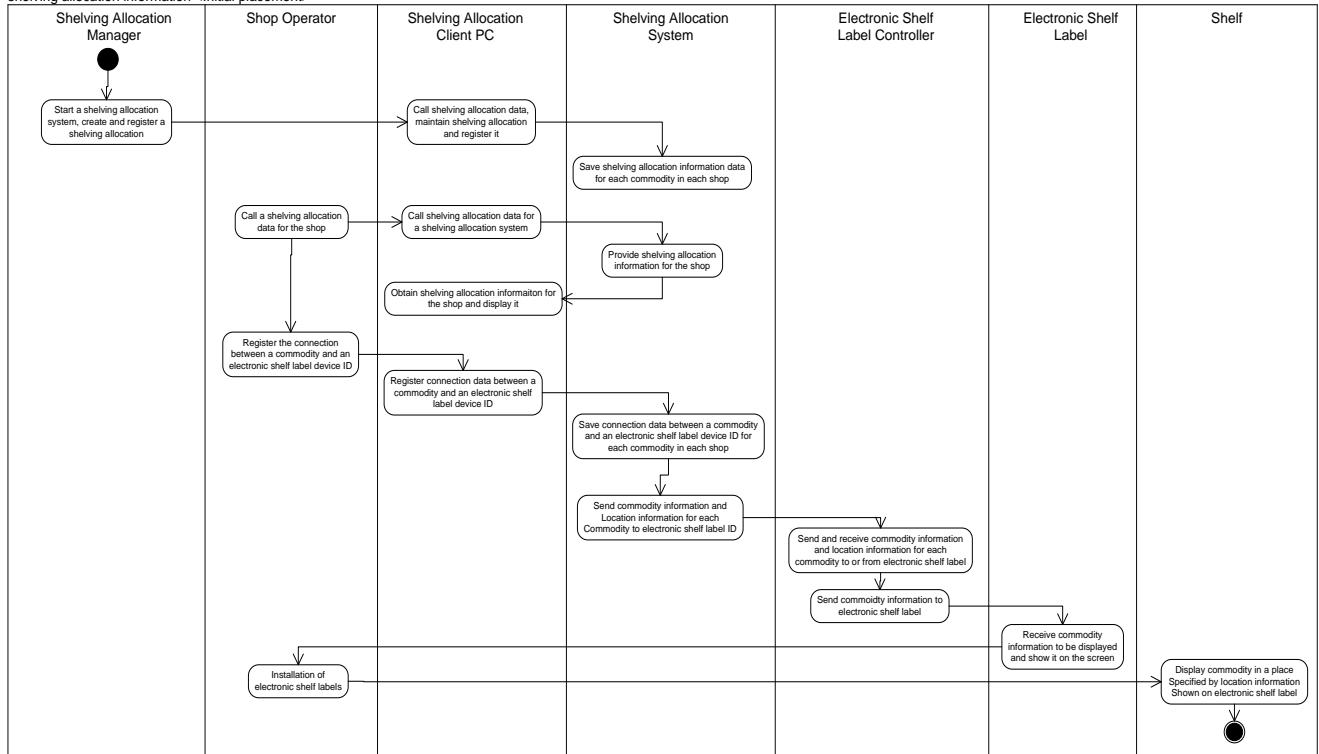 shelving allocation information <Initial placement>
Shelving Allocation
Manager
Shop Operator
Shelving Allocation
Client PC
Shelving Allocation
System
Electronic Shelf
Label Controller
Electronic Shelf
Label
Shelf
Start a shelving allocation
system, create and register a
shelving allocation
Call shelving allocation data,
maintain shelving allocation
and register it
Save shelving allocation information data
for each commodity in each shop
Call a shelving allocation
data for the shop
Call shelving allocation data for
a shelving allocation system
Provide shelving allocation
information for the shop
Obtain shelving allocation informaiton for
the shop and display it
Register the connection
between a commodity and an
electronic shelf label device ID
Register connection data between a
commodity and an electronic shelf
label device ID
Save connection data between a commodity
and an electronic shelf label device ID for
each commodity in each shop
Send commodity information and
Location information for each
Commodity to electronic shelf label ID
Send and receive commodity information
and location information for each
commodity to or from electronic shelf label
Send commoidty information to
electronic shelf label
Receive commodity
information to be displayed
and show it on the screen
Installation of
electronic shelf labels
Display commodity in a place
Specified by location information
Shown on electronic shelf label